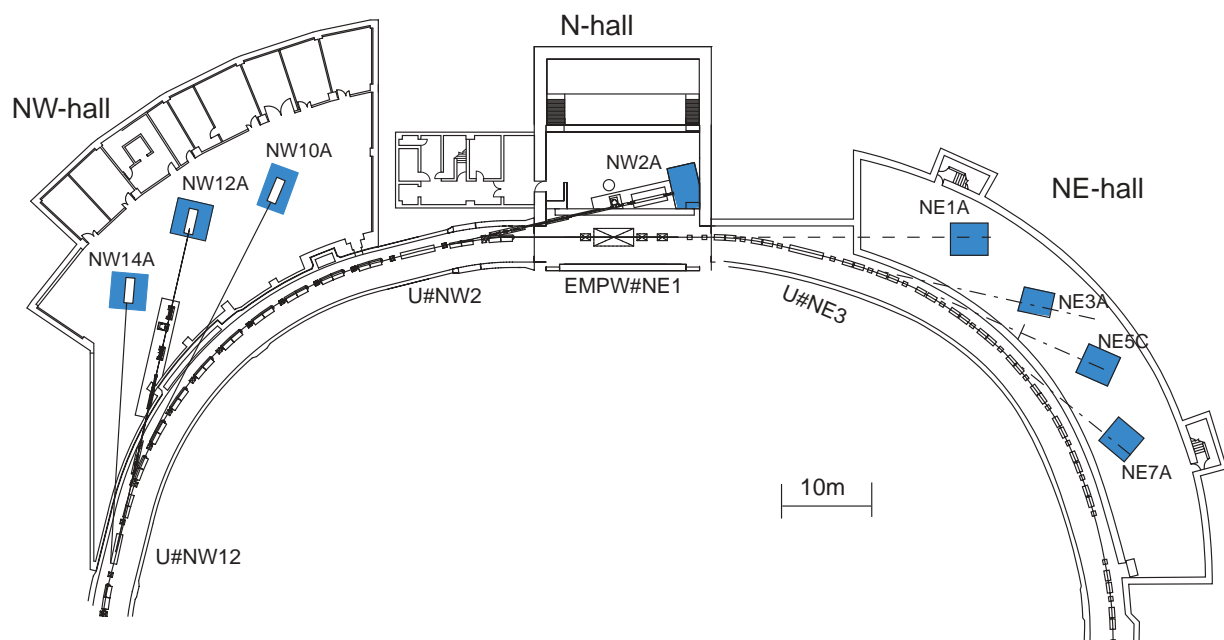 N-hall
NW-hall
NW10A
NW2A
NW12A
NE-hall
NE1A
NW14A
U#NW2
EMPW#NE1
U#NE3
NE3A
NE5C
NE7A
10m
U#NW12